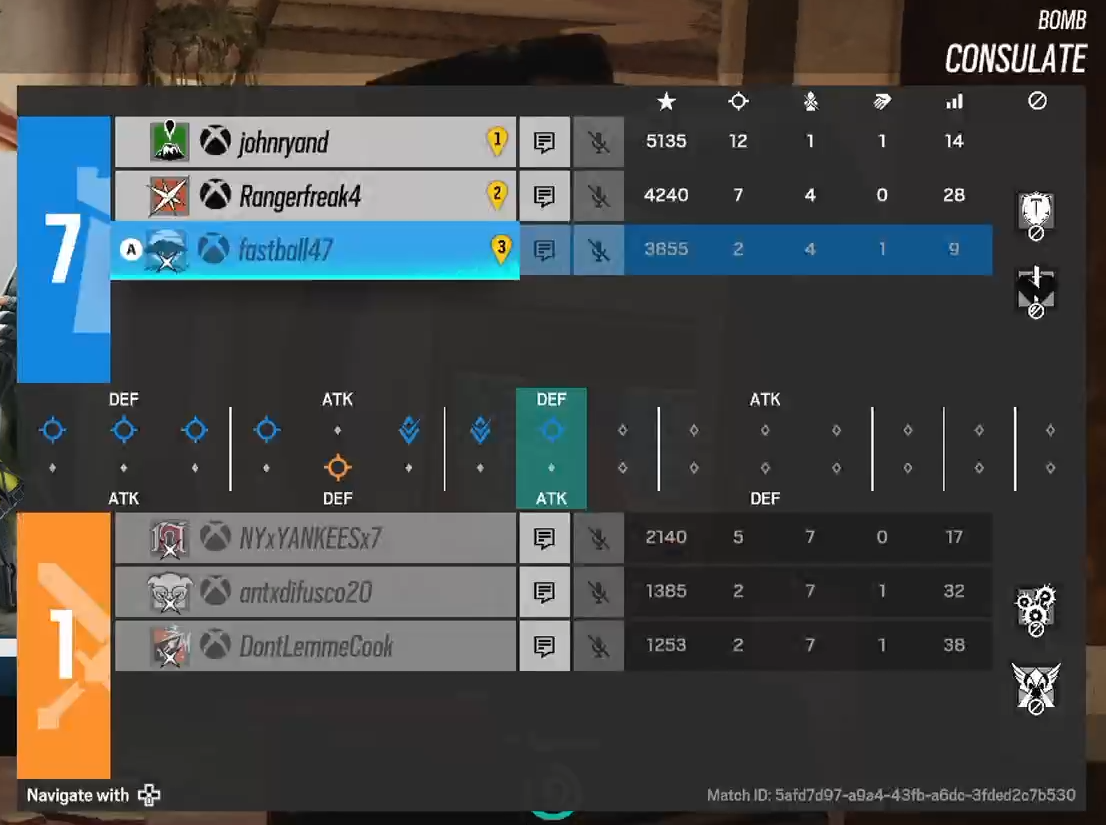 BOMB
CONSULATE
7
johnryand 1 5135 12 1 1 14
Rangerfreak4 2 4240 7 4 0 28
A fastball47 3 3855 2 4 1 9
DEF ATK DEF ATK
ATK DEF ATK DEF
1
NYxYANKEESx7 2140 5 7 0 17
antxdifusco20 1385 2 7 1 32
DontLemmeCook 1253 2 7 1 38
Navigate with
Match ID: 5afd7d97-a9a4-43fb-a6dc-3fded2c7b530